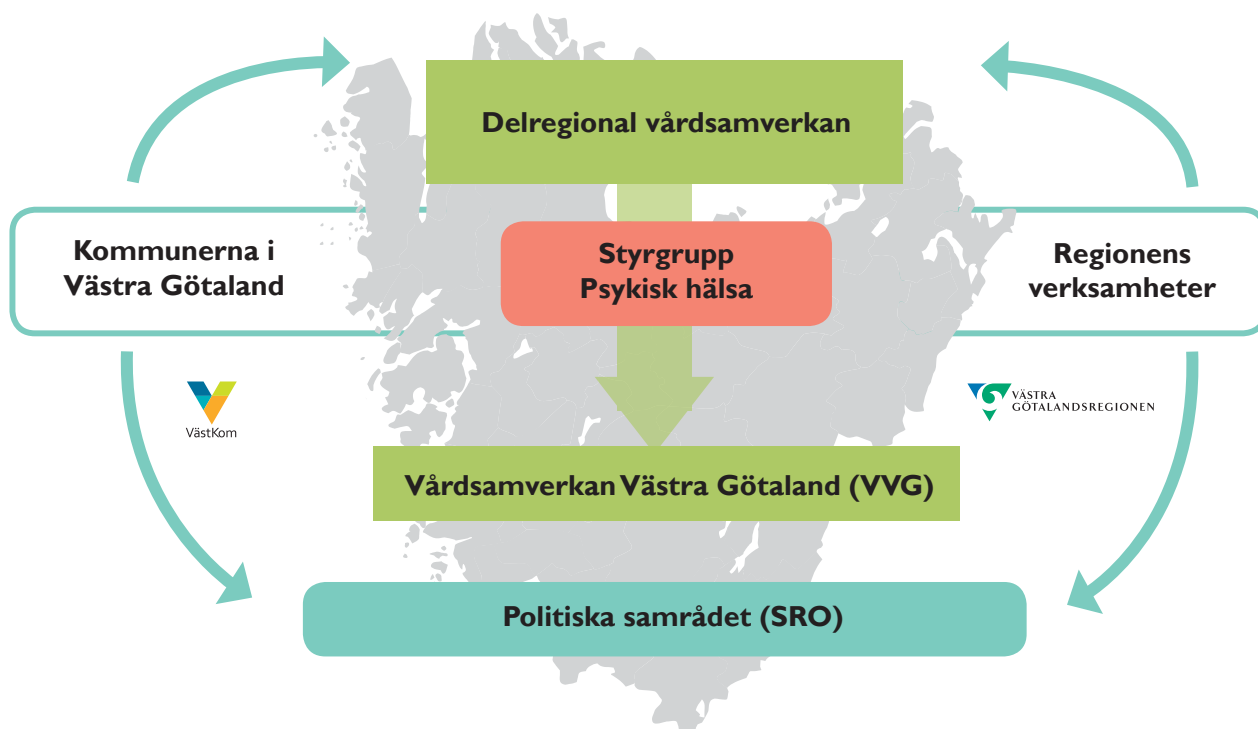 Delregional vårdsamverkan
Kommunerna i
Västra Götaland
Styrgrupp
Psykisk hälsa
Regionens
verksamheter
VästKom
VÄSTRA
GÖTALANDSREGIONEN
Vårdsamverkan Västra Götaland (VVG)
Politiska samrådet (SRO)